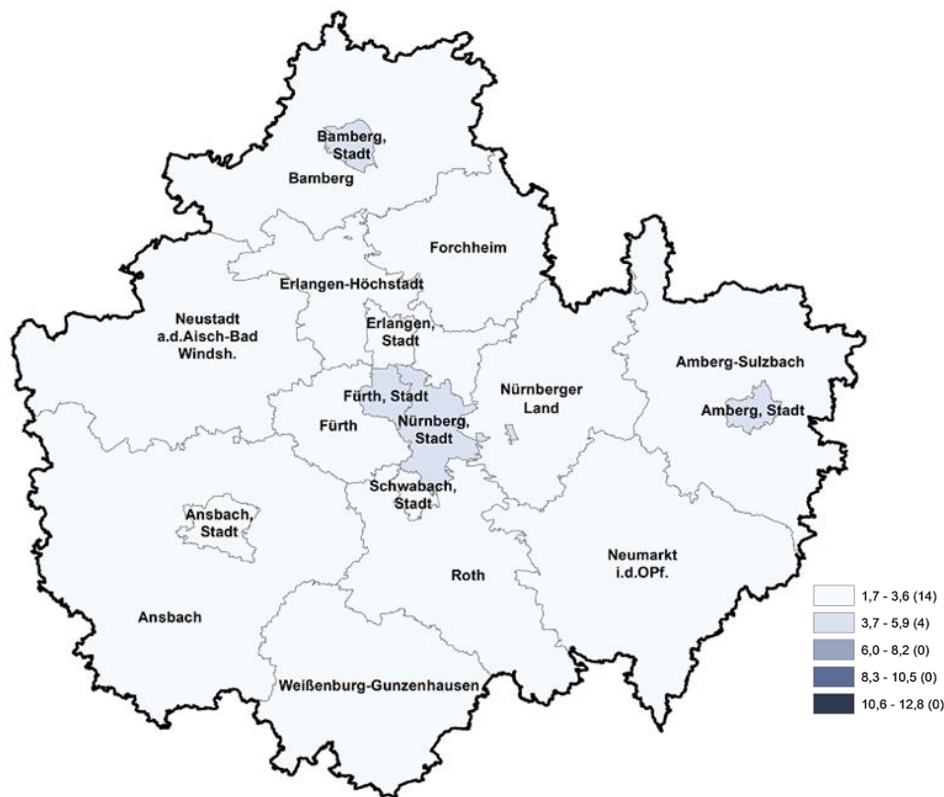 Bamberg,
Stadt
Bamberg
Forchheim
Erlangen-Höchstadt
Neustadt
a.d.Aisch-Bad
Windsh.
Erlangen,
Stadt
Amberg-Sulzbach
Nürnberger
Land
Fürth, Stadt
Amberg, Stadt
Fürth
Nürnberg,
Stadt
Schwabach,
Stadt
Ansbach,
Stadt
Neumarkt
i.d.OPf.
Roth
Ansbach
Weißenburg-Gunzenhausen
1,7 - 3,6 (14)
3,7 - 5,9 (4)
6,0 - 8,2 (0)
8,3 - 10,5 (0)
10,6 - 12,8 (0)